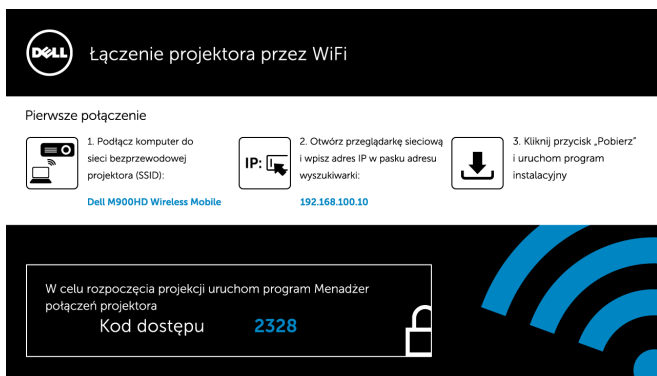 DELL
Łączenie projektora przez WiFi
Pierwsze połączenie
1. Podłącz komputer do
sieci bezprzewodowej
projektora (SSID):
Dell M900HD Wireless Mobile
IP:
2. Otwórz przeglądarkę sieciową
i wpisz adres IP w pasku adresu
wyszukiwarki:
192.168.100.10
3. Kliknij przycisk „Pobierz”
i uruchom program
instalacyjny
W celu rozpoczęcia projekcji uruchom program Menadżer
połączeń projektora
Kod dostępu 2328